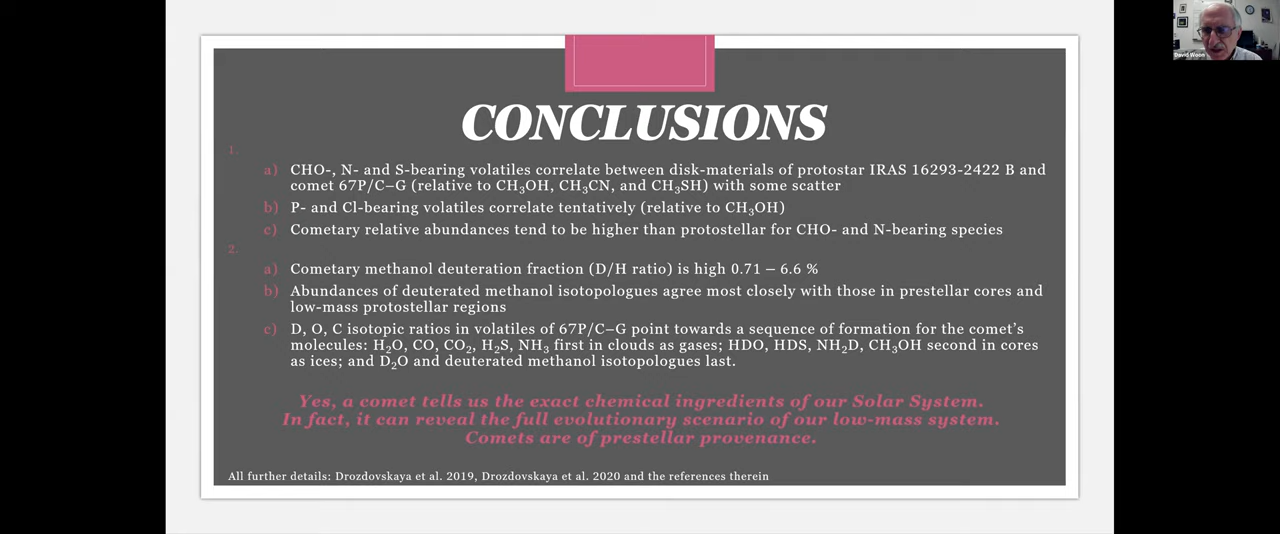 David Woon
CONCLUSIONS
1.
a) CHO-, N- and S-bearing volatiles correlate between disk-materials of protostar IRAS 16293-2422 B and
comet 67P/C–G (relative to CH₃OH, CH₃CN, and CH₃SH) with some scatter
b) P- and Cl-bearing volatiles correlate tentatively (relative to CH₃OH)
c) Cometary relative abundances tend to be higher than protostellar for CHO- and N-bearing species
2.
a) Cometary methanol deuteration fraction (D/H ratio) is high 0.71 – 6.6 %
b) Abundances of deuterated methanol isotopologues agree most closely with those in prestellar cores and
low-mass protostellar regions
c) D, O, C isotopic ratios in volatiles of 67P/C–G point towards a sequence of formation for the comet's
molecules: H₂O, CO, CO₂, H₂S, NH₃ first in clouds as gases; HDO, HDS, NH₂D, CH₃OH second in cores
as ices; and D₂O and deuterated methanol isotopologues last.
Yes, a comet tells us the exact chemical ingredients of our Solar System.
In fact, it can reveal the full evolutionary scenario of our low-mass system.
Comets are of prestellar provenance.
All further details: Drozdovskaya et al. 2019, Drozdovskaya et al. 2020 and the references therein